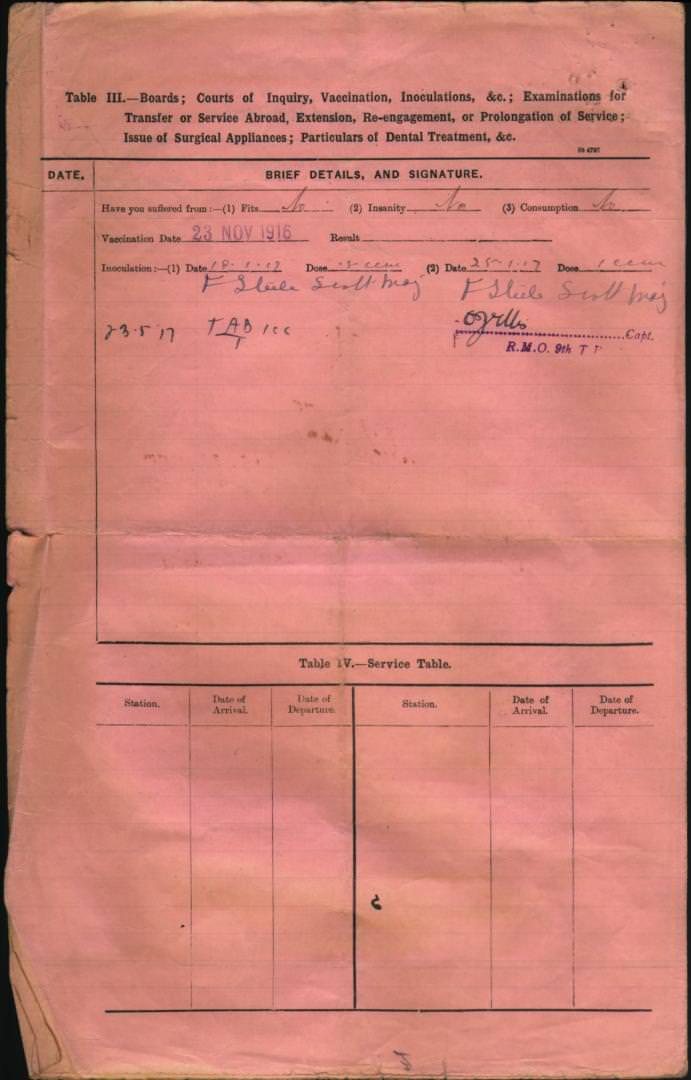 Table III.—Boards; Courts of Inquiry, Vaccination, Inoculations, &c.; Examinations for
Transfer or Service Abroad, Extension, Re-engagement, or Prolongation of Service;
Issue of Surgical Appliances; Particulars of Dental Treatment, &c.
DATE. BRIEF DETAILS, AND SIGNATURE.
Have you suffered from:—(1) Fits No (2) Insanity No (3) Consumption No
Vaccination Date 23 NOV 1916 Result
Inoculation:—(1) Date 18.1.17 Dose (2) Date 25.1.17 Dose 1 ccm
F Steele Scott Maj F Steele Scott Maj
23.5.17 TAB 1cc
T
Capt.
R.M.O. 9th
Table IV.—Service Table.
Station. Date of Arrival. Date of Departure. Station. Date of Arrival. Date of Departure.